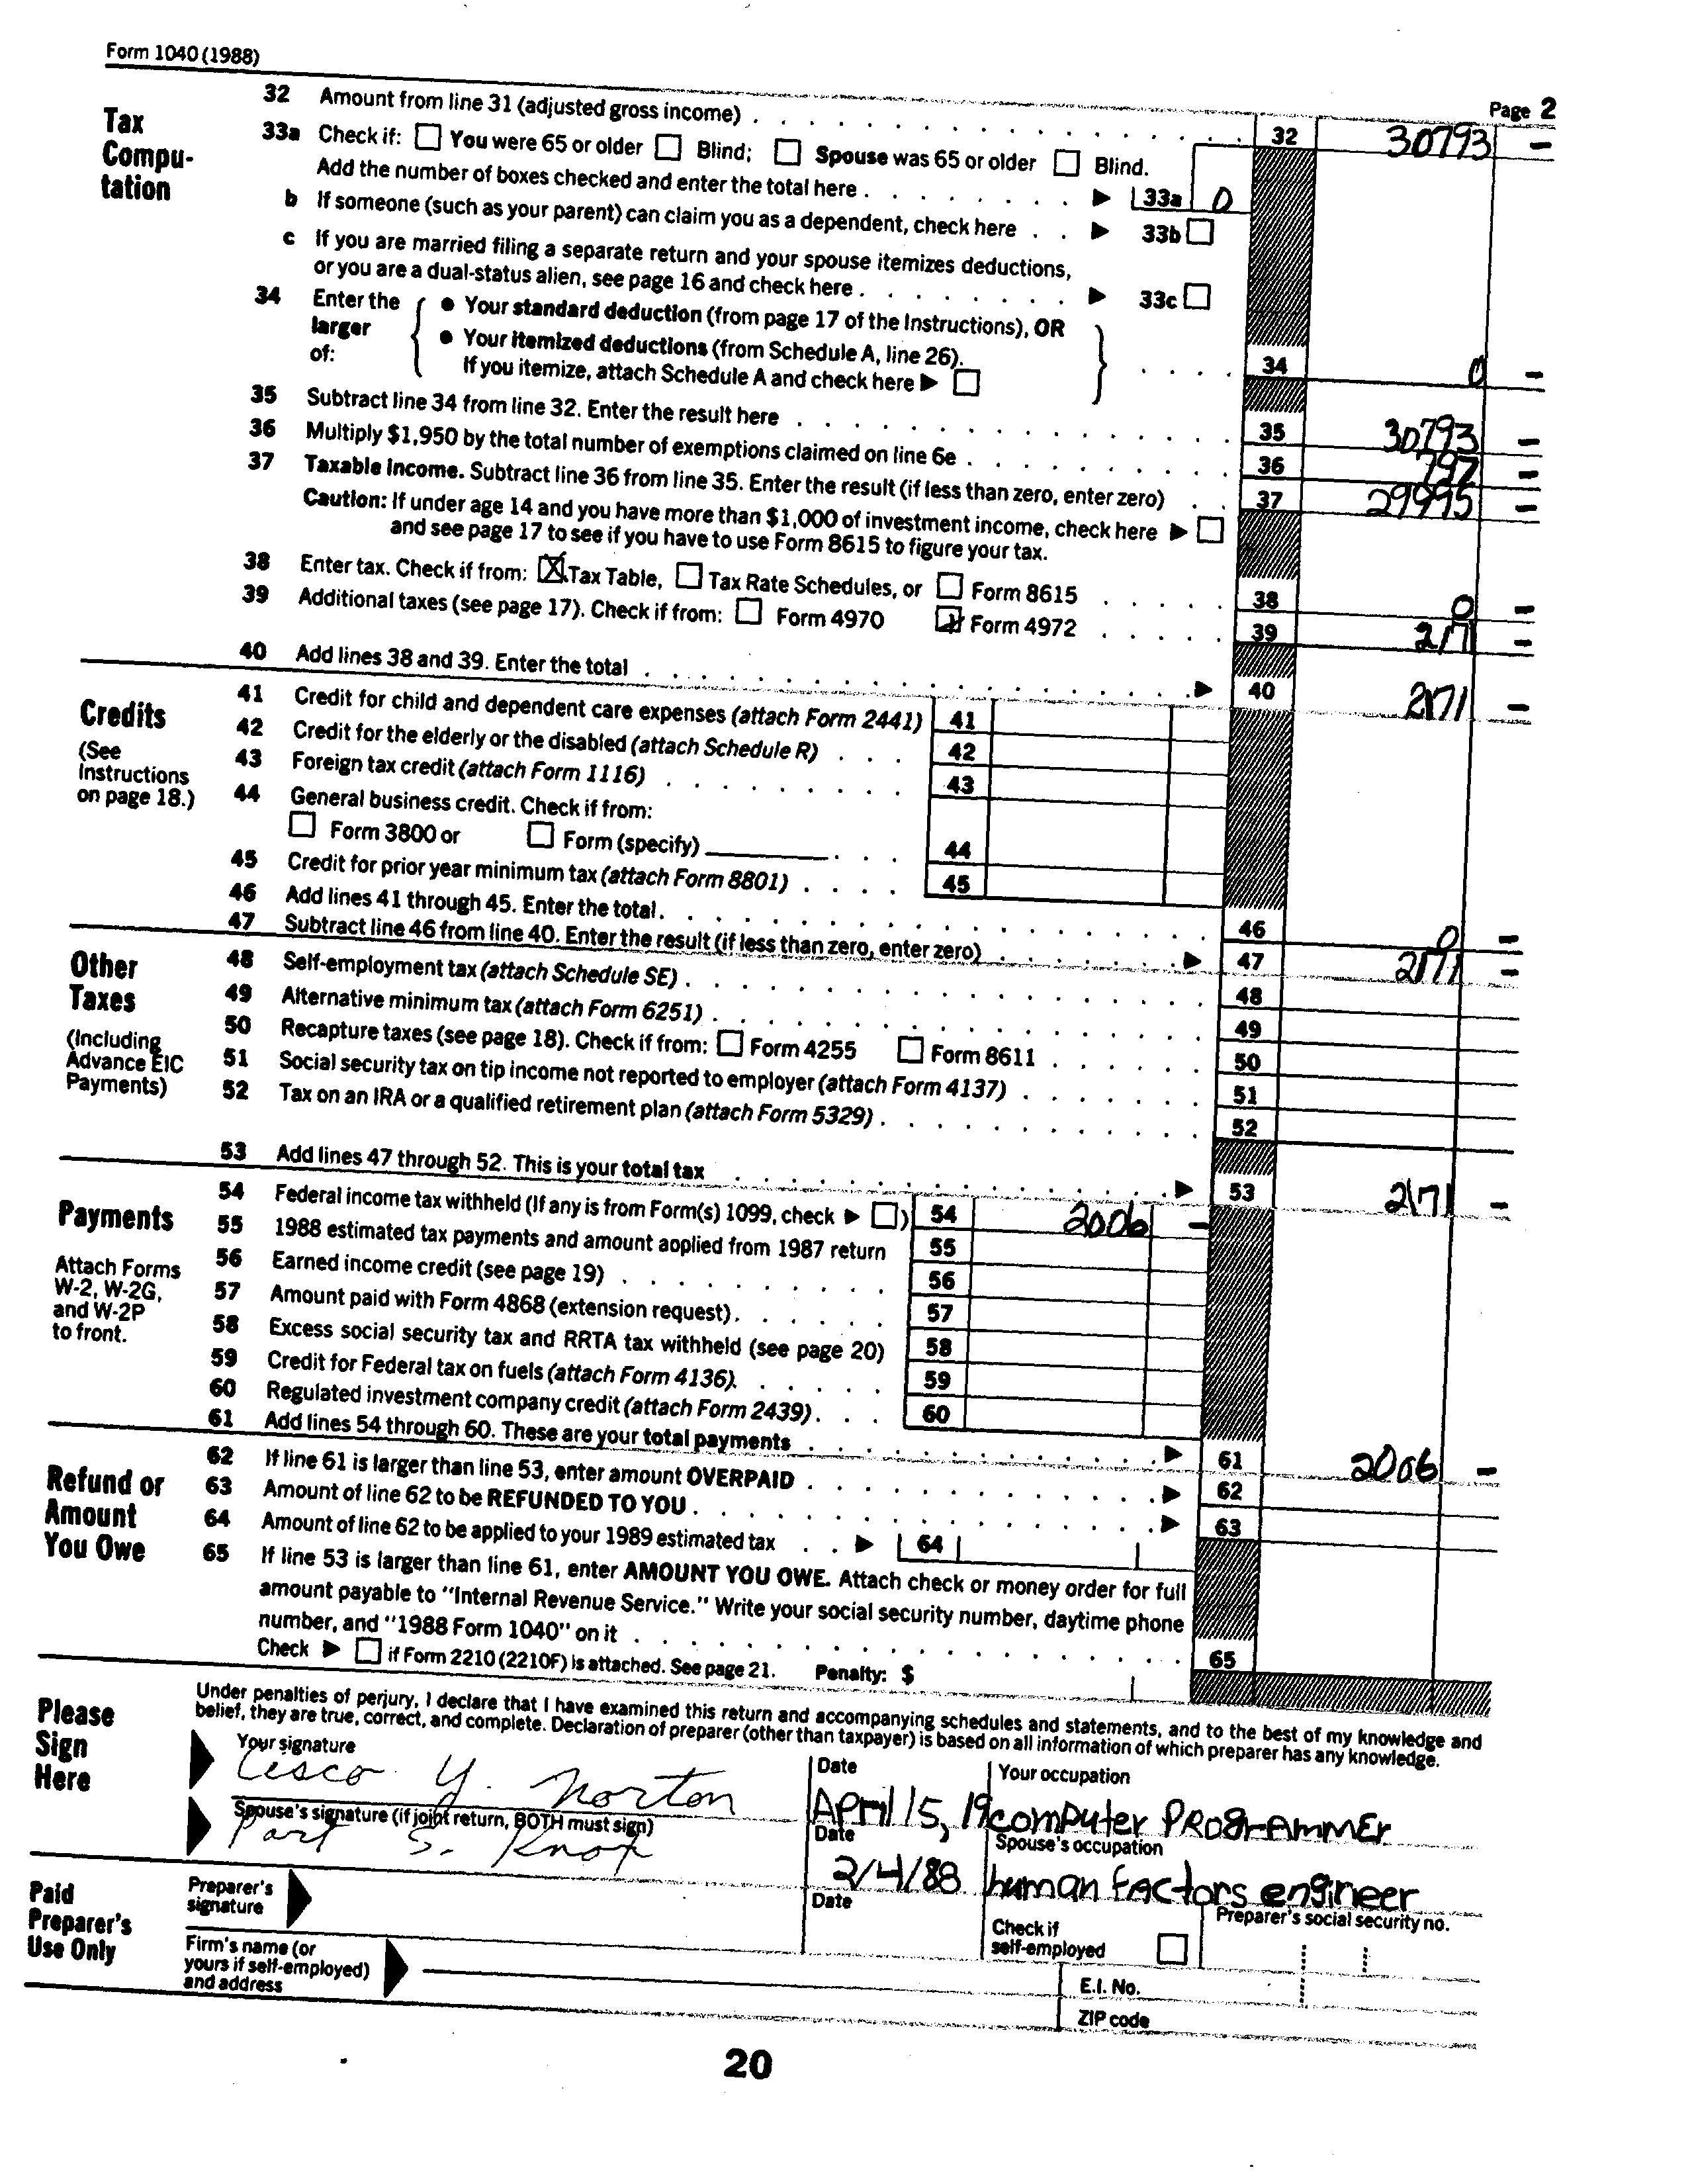 Form 1040 (1988)
Page 2
Tax Compu-tation
32 Amount from line 31 (adjusted gross income) 32 30793 –
33a Check if: You were 65 or older Blind; Spouse was 65 or older Blind.
Add the number of boxes checked and enter the total here 33a 0
b If someone (such as your parent) can claim you as a dependent, check here 33b
c If you are married filing a separate return and your spouse itemizes deductions,
or you are a dual-status alien, see page 16 and check here 33c
34 Enter the larger of:
• Your standard deduction (from page 17 of the Instructions), OR
• Your itemized deductions (from Schedule A, line 26).
If you itemize, attach Schedule A and check here 34 0 –
35 Subtract line 34 from line 32. Enter the result here 35 30793 –
36 Multiply $1,950 by the total number of exemptions claimed on line 6e 36 797 –
37 Taxable income. Subtract line 36 from line 35. Enter the result (if less than zero, enter zero) 37 29995 –
Caution: If under age 14 and you have more than $1,000 of investment income, check here
and see page 17 to see if you have to use Form 8615 to figure your tax.
38 Enter tax. Check if from: X Tax Table, Tax Rate Schedules, or Form 8615 38 0 –
39 Additional taxes (see page 17). Check if from: Form 4970 Form 4972 39 2171 –
40 Add lines 38 and 39. Enter the total 40 2171 –
Credits
(See Instructions on page 18.)
41 Credit for child and dependent care expenses (attach Form 2441) 41
42 Credit for the elderly or the disabled (attach Schedule R) 42
43 Foreign tax credit (attach Form 1116) 43
44 General business credit. Check if from:
Form 3800 or Form (specify) 44
45 Credit for prior year minimum tax (attach Form 8801) 45
46 Add lines 41 through 45. Enter the total 46 0 –
47 Subtract line 46 from line 40. Enter the result (if less than zero, enter zero) 47 2171 –
Other Taxes
(Including Advance EIC Payments)
48 Self-employment tax (attach Schedule SE) 48
49 Alternative minimum tax (attach Form 6251) 49
50 Recapture taxes (see page 18). Check if from: Form 4255 Form 8611 50
51 Social security tax on tip income not reported to employer (attach Form 4137) 51
52 Tax on an IRA or a qualified retirement plan (attach Form 5329) 52
53 Add lines 47 through 52. This is your total tax 53 2171 –
Payments
Attach Forms W-2, W-2G, and W-2P to front.
54 Federal income tax withheld (If any is from Form(s) 1099, check ) 54 2006 –
55 1988 estimated tax payments and amount applied from 1987 return 55
56 Earned income credit (see page 19) 56
57 Amount paid with Form 4868 (extension request) 57
58 Excess social security tax and RRTA tax withheld (see page 20) 58
59 Credit for Federal tax on fuels (attach Form 4136) 59
60 Regulated investment company credit (attach Form 2439) 60
61 Add lines 54 through 60. These are your total payments 61 2006 –
Refund or Amount You Owe
62 If line 61 is larger than line 53, enter amount OVERPAID 62
63 Amount of line 62 to be REFUNDED TO YOU 63
64 Amount of line 62 to be applied to your 1989 estimated tax 64
65 If line 53 is larger than line 61, enter AMOUNT YOU OWE. Attach check or money order for full
amount payable to "Internal Revenue Service." Write your social security number, daytime phone
number, and "1988 Form 1040" on it 65
Check if Form 2210 (2210F) is attached. See page 21. Penalty: $
Please Sign Here
Under penalties of perjury, I declare that I have examined this return and accompanying schedules and statements, and to the best of my knowledge and
belief, they are true, correct, and complete. Declaration of preparer (other than taxpayer) is based on all information of which preparer has any knowledge.
Your signature Date Your occupation
Cesco Y. Norton April 15, 19 computer PROGrAMMEr
Spouse's signature (if joint return, BOTH must sign) Date Spouse's occupation
Part S. Knox 2/4/88 human FActors engineer
Paid Preparer's Use Only
Preparer's signature Date Check if self-employed Preparer's social security no.
Firm's name (or yours if self-employed) and address
E.I. No.
ZIP code
20